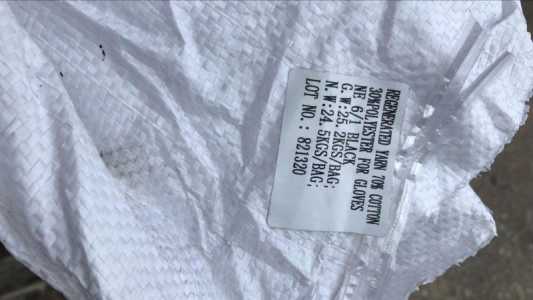 REGENERATED YARN 70% COTTON
30%POLYESTER FOR GLOVES
NE 6/1 BLACK
G.W:25.2KGS/BAG;
N.W:24.5KGS/BAG;
LOT NO.: 821320